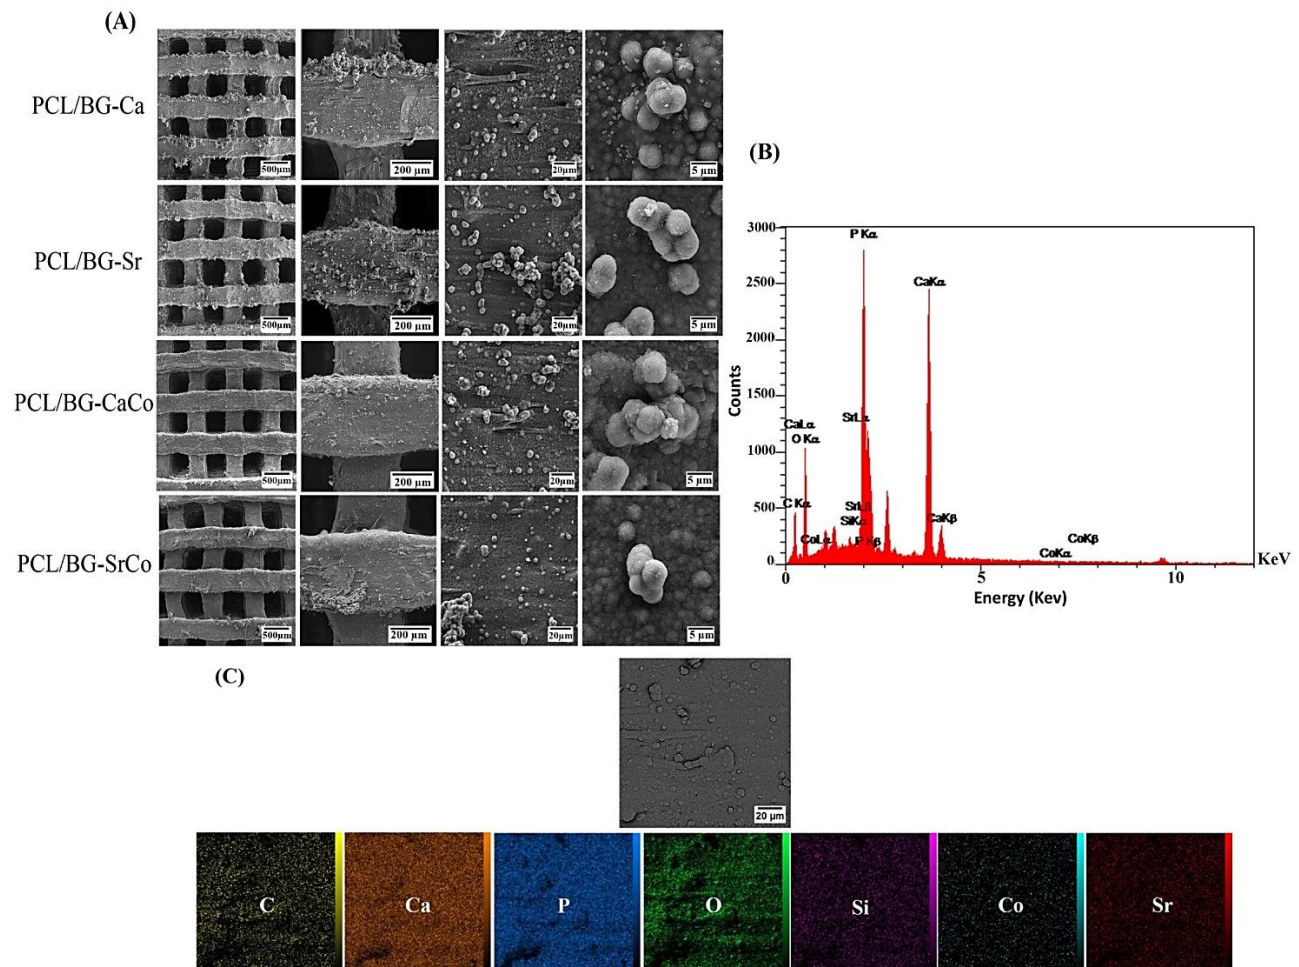 (A)
PCL/BG-Ca
500µm
200 µm
20µm
5 µm
PCL/BG-Sr
500µm
200 µm
20µm
5 µm
PCL/BG-CaCo
500µm
200 µm
20µm
5 µm
PCL/BG-SrCo
500µm
200 µm
20µm
5 µm
(B)
3000
2500
2000
1500
1000
500
0
Counts
P Kα
CaKα
SrLα
CaLα
O Kα
C Kα
CoLα
SrLβ
SiKα
P Kβ
CaKβ
CoKα
CoKβ
0
5
10
KeV
Energy (Kev)
(C)
20 µm
C
Ca
P
O
Si
Co
Sr